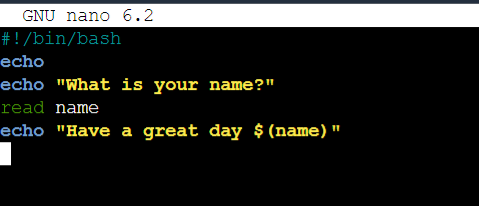 GNU nano 6.2
#!/bin/bash
echo
echo "What is your name?"
read name
echo "Have a great day $(name)"